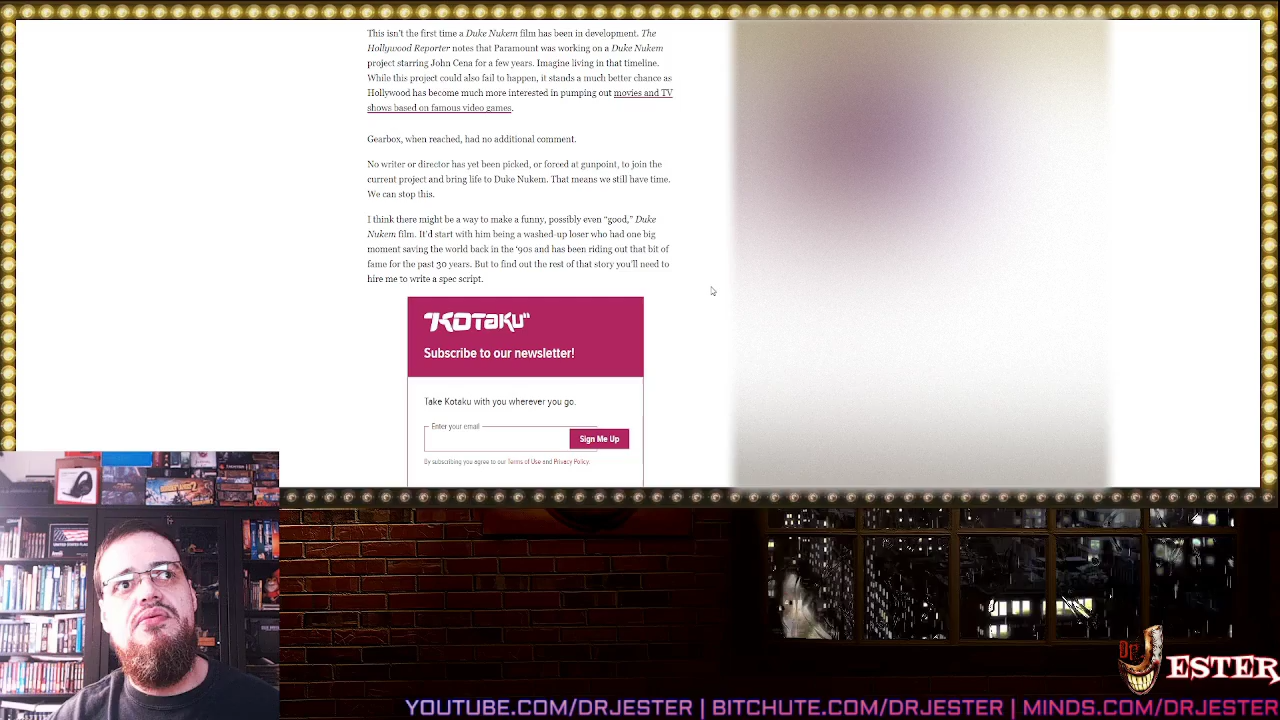 This isn't the first time a Duke Nukem film has been in development. The
Hollywood Reporter notes that Paramount was working on a Duke Nukem
project starring John Cena for a few years. Imagine living in that timeline.
While this project could also fail to happen, it stands a much better chance as
Hollywood has become much more interested in pumping out movies and TV
shows based on famous video games.
Gearbox, when reached, had no additional comment.
No writer or director has yet been picked, or forced at gunpoint, to join the
current project and bring life to Duke Nukem. That means we still have time.
We can stop this.
I think there might be a way to make a funny, possibly even “good,” Duke
Nukem film. It'd start with him being a washed-up loser who had one big
moment saving the world back in the ‘90s and has been riding out that bit of
fame for the past 30 years. But to find out the rest of that story you'll need to
hire me to write a spec script.
KOTAKU
Subscribe to our newsletter!
Take Kotaku with you wherever you go.
Enter your email
Sign Me Up
By subscribing you agree to our Terms of Use and Privacy Policy.
Dr JESTER
YOUTUBE.COM/DRJESTER | BITCHUTE.COM/DRJESTER | MINDS.COM/DRJESTER